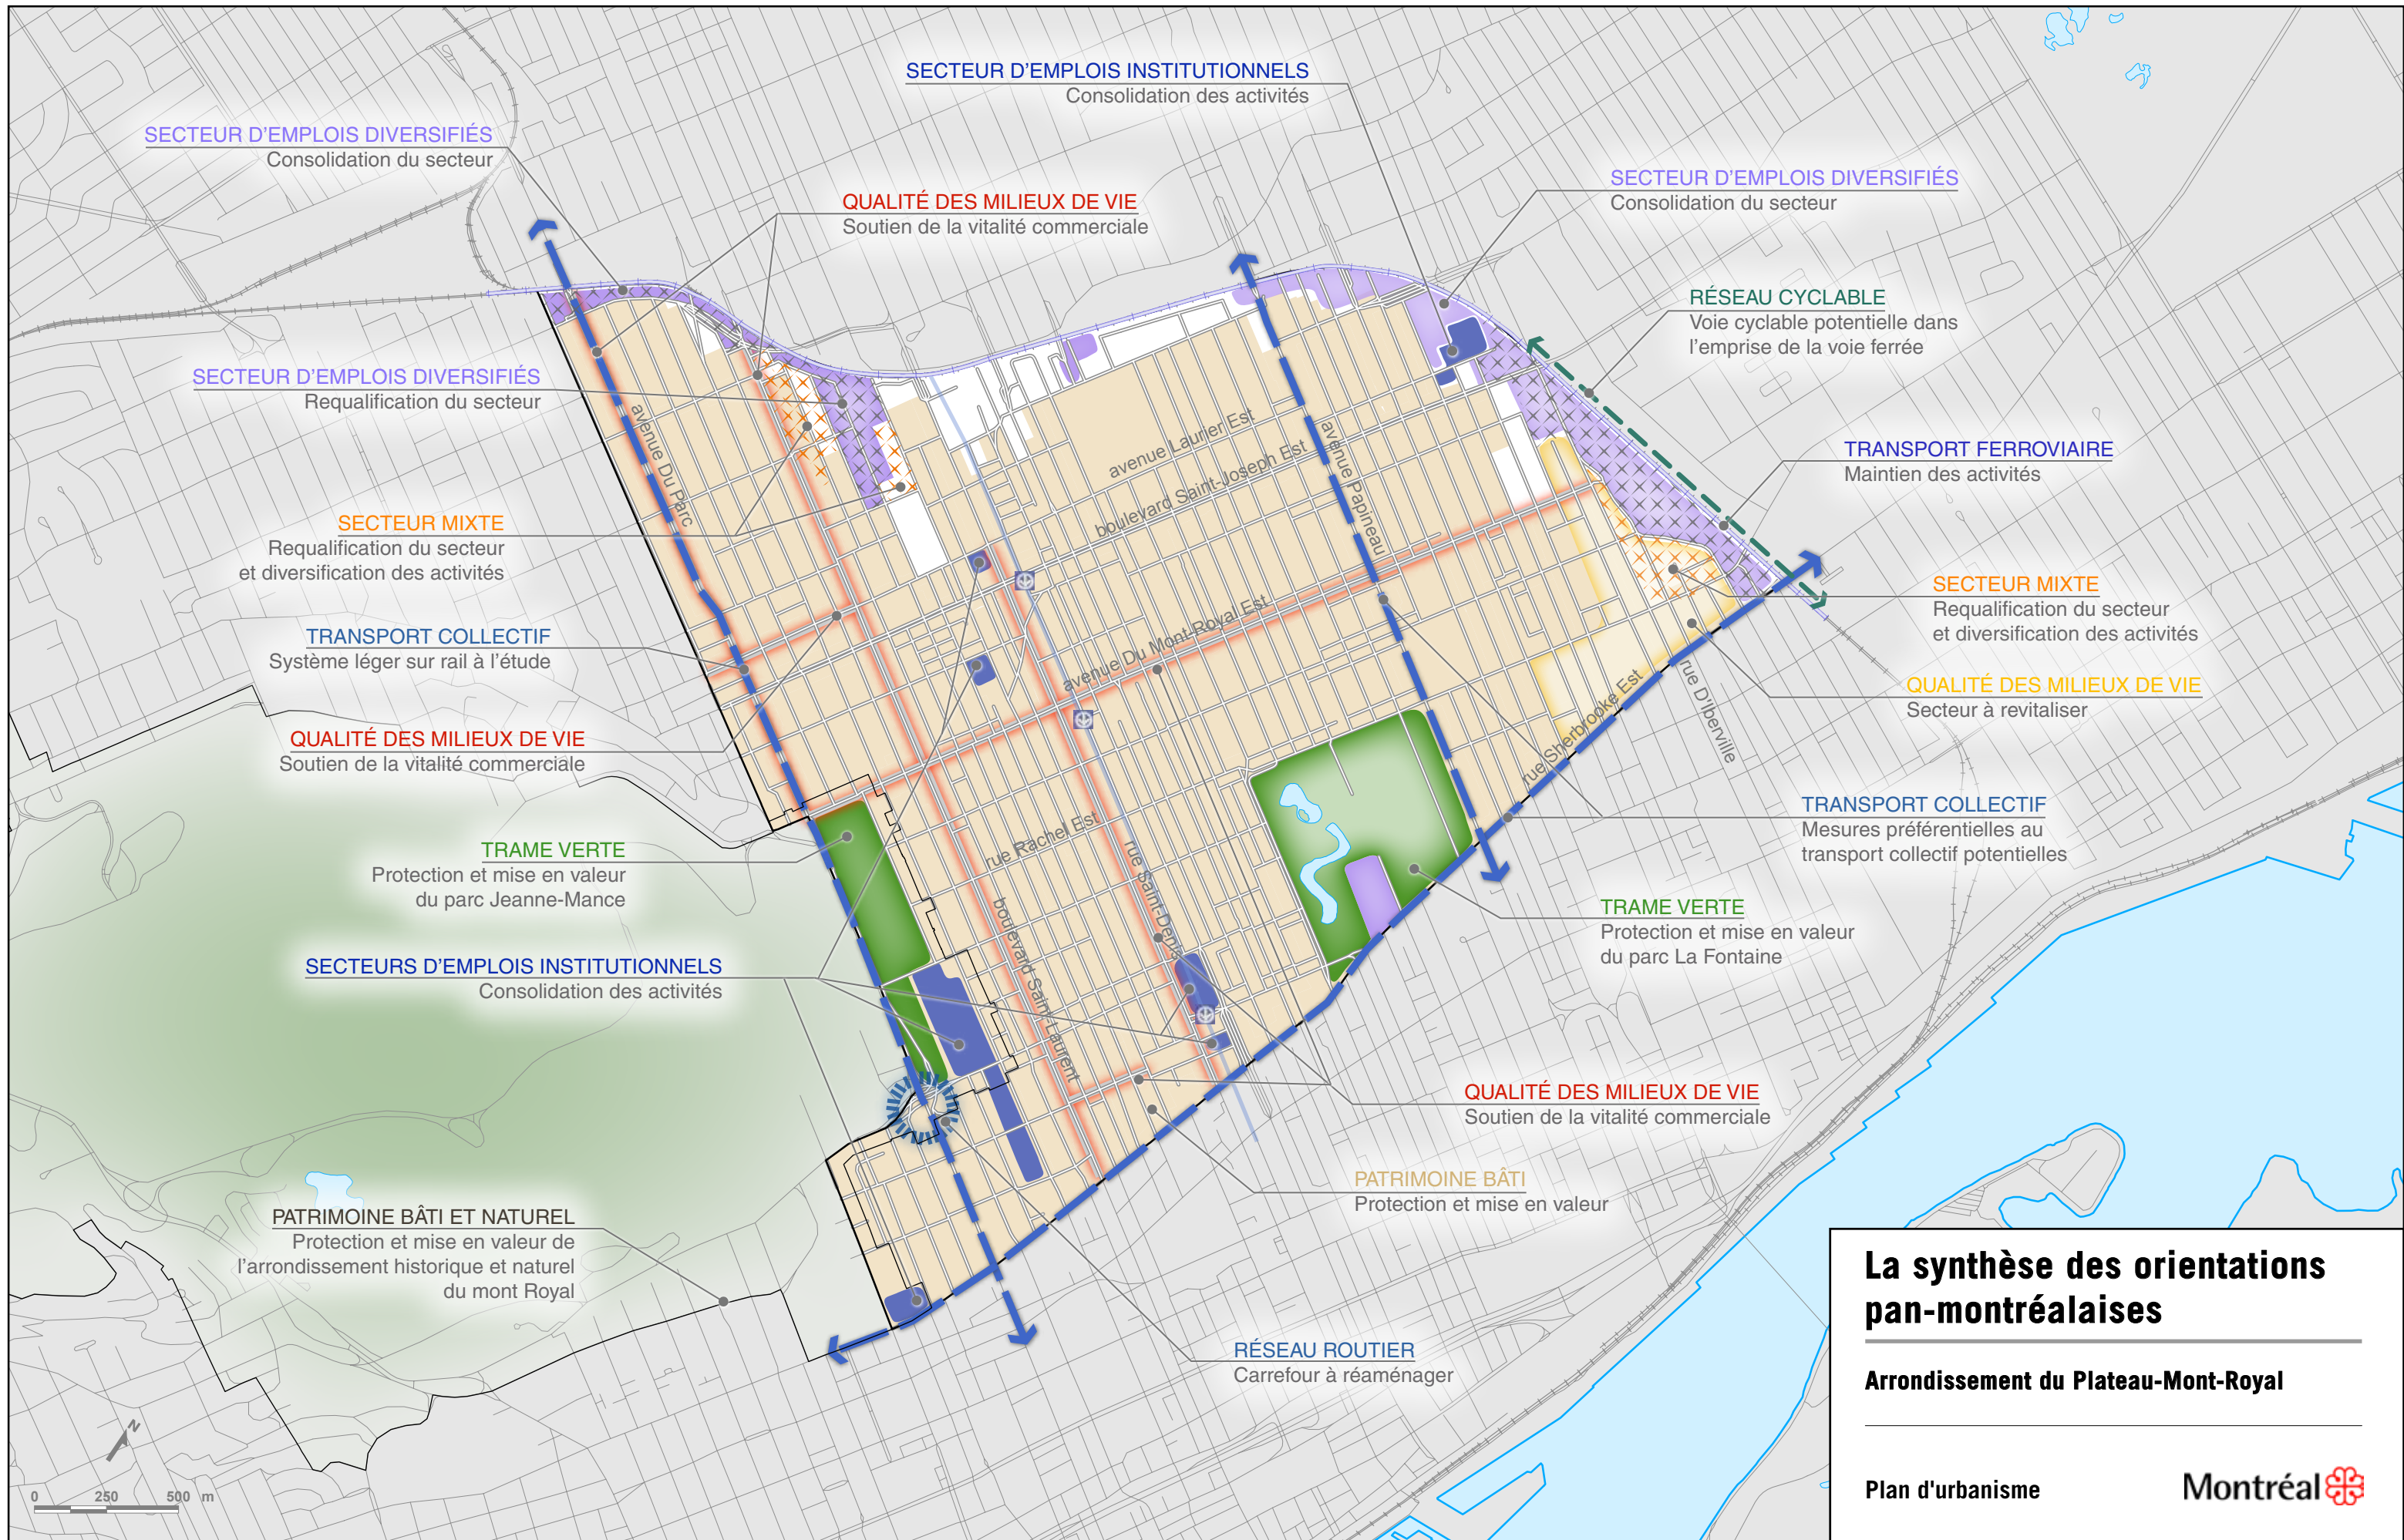 SECTEUR D'EMPLOIS INSTITUTIONNELS
Consolidation des activités
SECTEUR D'EMPLOIS DIVERSIFIÉS
Consolidation du secteur
QUALITÉ DES MILIEUX DE VIE
Soutien de la vitalité commerciale
SECTEUR D'EMPLOIS DIVERSIFIÉS
Consolidation du secteur
RÉSEAU CYCLABLE
Voie cyclable potentielle dans
l'emprise de la voie ferrée
SECTEUR D'EMPLOIS DIVERSIFIÉS
Requalification du secteur
TRANSPORT FERROVIAIRE
Maintien des activités
SECTEUR MIXTE
Requalification du secteur
et diversification des activités
SECTEUR MIXTE
Requalification du secteur
et diversification des activités
TRANSPORT COLLECTIF
Système léger sur rail à l'étude
QUALITÉ DES MILIEUX DE VIE
Secteur à revitaliser
QUALITÉ DES MILIEUX DE VIE
Soutien de la vitalité commerciale
TRANSPORT COLLECTIF
Mesures préférentielles au
transport collectif potentielles
TRAME VERTE
Protection et mise en valeur
du parc Jeanne-Mance
TRAME VERTE
Protection et mise en valeur
du parc La Fontaine
SECTEURS D'EMPLOIS INSTITUTIONNELS
Consolidation des activités
QUALITÉ DES MILIEUX DE VIE
Soutien de la vitalité commerciale
PATRIMOINE BÂTI
Protection et mise en valeur
PATRIMOINE BÂTI ET NATUREL
Protection et mise en valeur de
l'arrondissement historique et naturel
du mont Royal
RÉSEAU ROUTIER
Carrefour à réaménager
avenue Du Parc
avenue Laurier Est
boulevard Saint-Joseph Est
avenue Papineau
avenue Du Mont-Royal Est
rue Sherbrooke Est
rue D'Iberville
rue Rachel Est
rue Saint-Denis
boulevard Saint-Laurent
N
0 250 500 m
La synthèse des orientations
pan-montréalaises
Arrondissement du Plateau-Mont-Royal
Plan d'urbanisme
Montréal